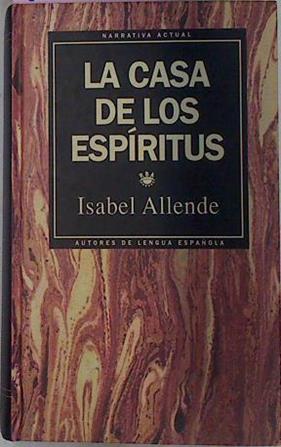 NARRATIVA ACTUAL
LA CASA
DE LOS
ESPÍRITUS
Isabel Allende
AUTORES DE LENGUA ESPAÑOLA